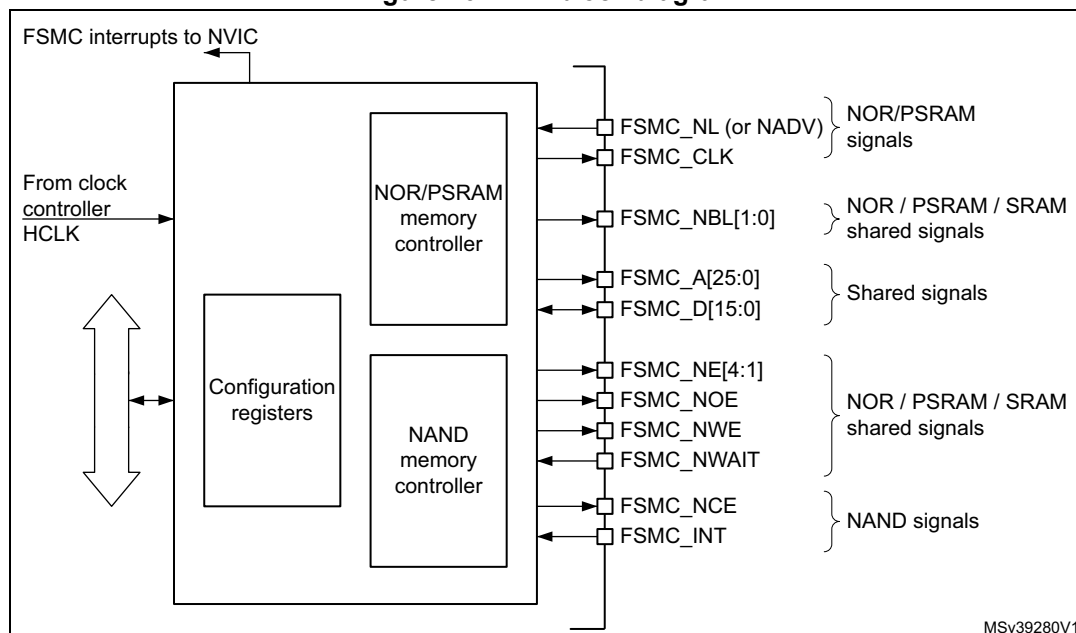 FSMC interrupts to NVIC
From clock
controller
HCLK
NOR/PSRAM
memory
controller
Configuration
registers
NAND
memory
controller
FSMC_NL (or NADV)
FSMC_CLK
NOR/PSRAM
signals
FSMC_NBL[1:0]
NOR / PSRAM / SRAM
shared signals
FSMC_A[25:0]
FSMC_D[15:0]
Shared signals
FSMC_NE[4:1]
FSMC_NOE
FSMC_NWE
FSMC_NWAIT
NOR / PSRAM / SRAM
shared signals
FSMC_NCE
FSMC_INT
NAND signals
MSv39280V1